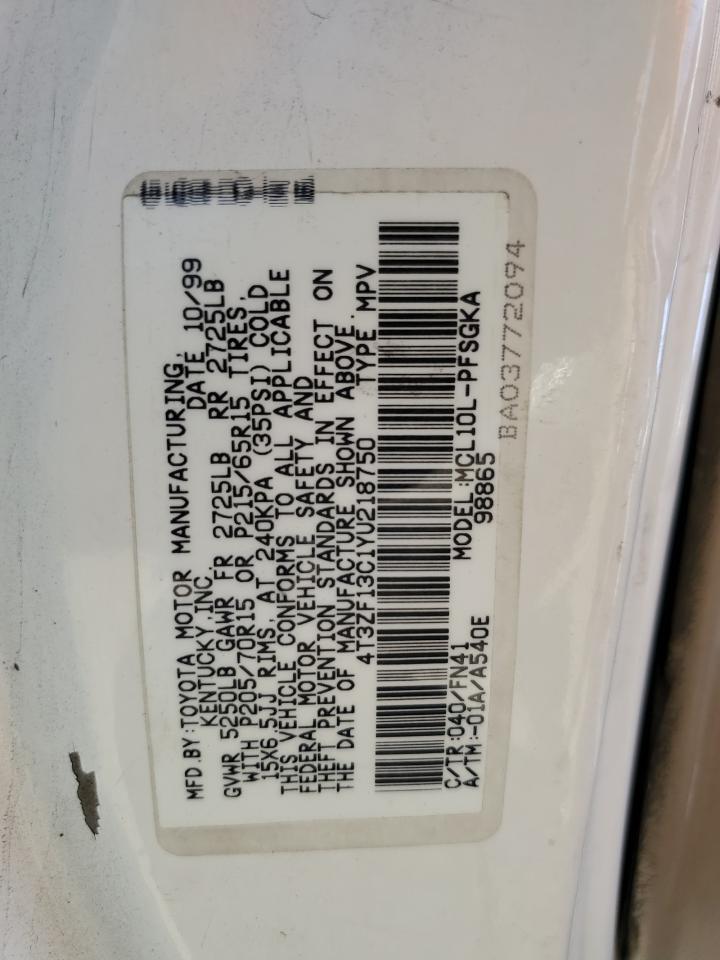 MFD.BY:TOYOTA MOTOR MANUFACTURING,
KENTUCKY,INC. DATE 10/99
GVWR 5250LB GAWR FR 2725LB RR 2725LB
WITH P205/70R15 OR P215/65R15 TIRES,
15X6.5JJ RIMS, AT 240KPA (35PSI) COLD
THIS VEHICLE CONFORMS TO ALL APPLICABLE
FEDERAL MOTOR VEHICLE SAFETY AND
THEFT PREVENTION STANDARDS IN EFFECT ON
THE DATE OF MANUFACTURE SHOWN ABOVE.
4T3ZF13C1YU218750 TYPE MPV
C/TR:040/FN41 MODEL:MCL10L-PFSGKA
A/TM:-01A/A540E 98865
BA03772094